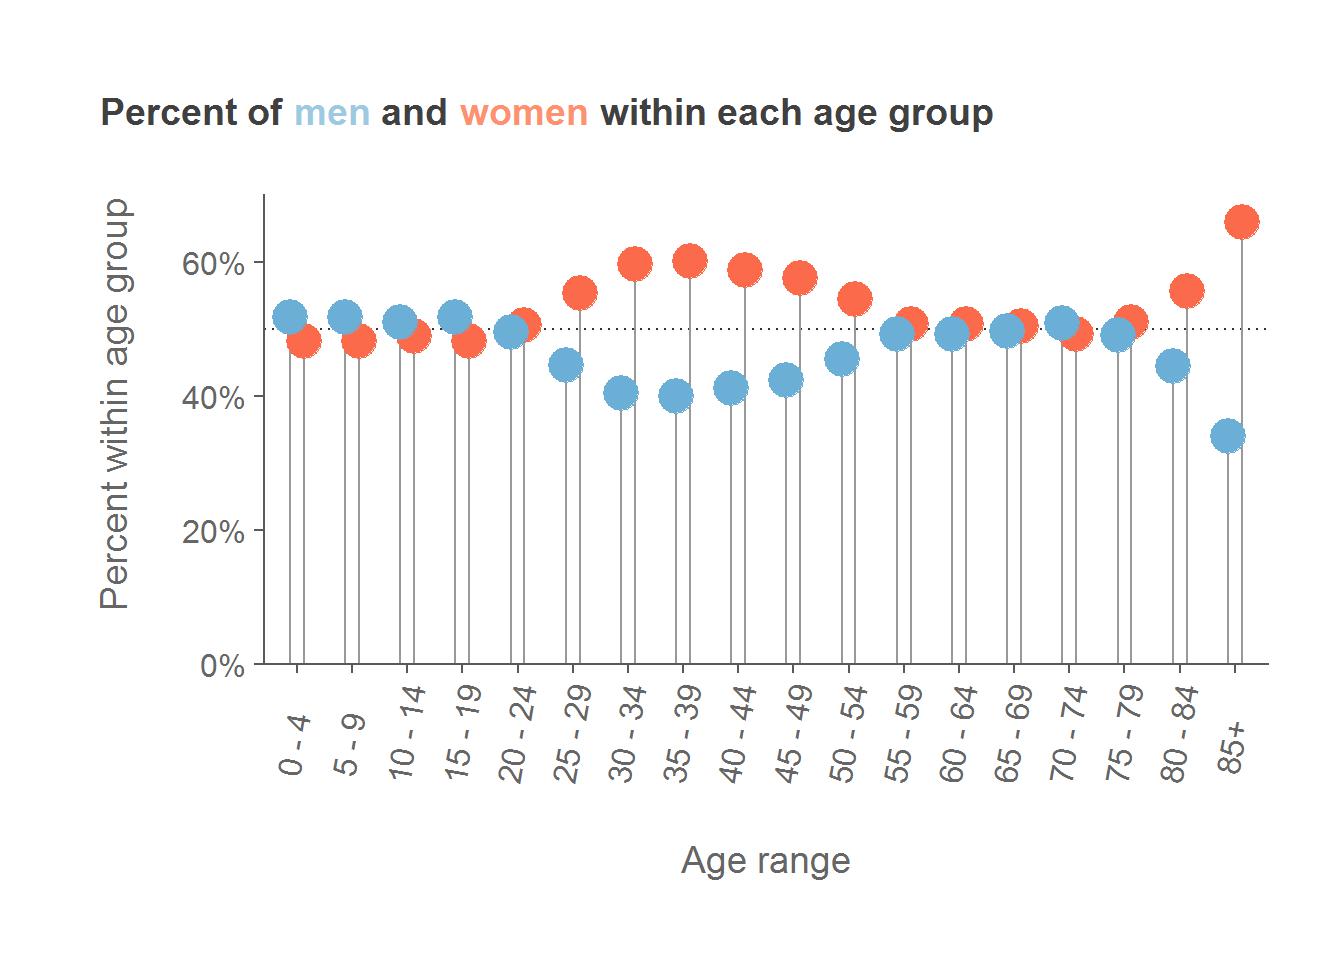 Percent of men and women within each age group
Percent within age group
60%
40%
20%
0%
0 - 4
5 - 9
10 - 14
15 - 19
20 - 24
25 - 29
30 - 34
35 - 39
40 - 44
45 - 49
50 - 54
55 - 59
60 - 64
65 - 69
70 - 74
75 - 79
80 - 84
85+
Age range